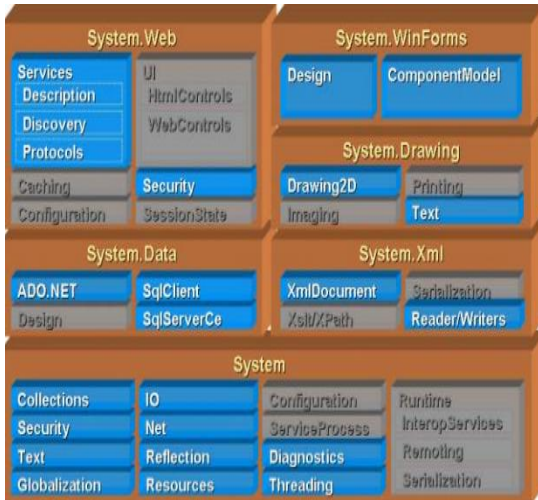 System.Web
Services
Description
Discovery
Protocols
UI
HtmlControls
WebControls
Caching
Security
Configuration
SessionState
System.WinForms
Design
ComponentModel
System.Drawing
Drawing2D
Printing
Imaging
Text
System.Data
ADO.NET
SqlClient
Design
SqlServerCe
System.Xml
XmlDocument
Serialization
Xslt/XPath
Reader/Writers
System
Collections
IO
Configuration
Runtime
Security
Net
ServiceProcess
InteropServices
Text
Reflection
Diagnostics
Remoting
Globalization
Resources
Threading
Serialization